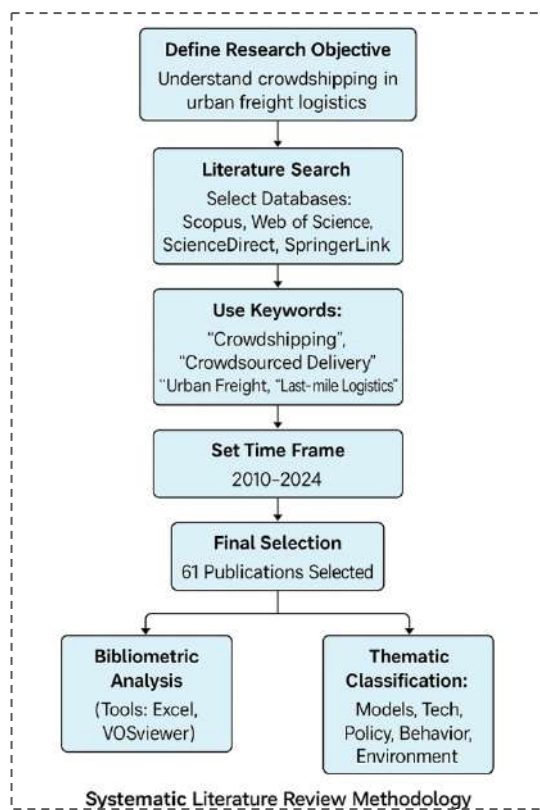 Define Research Objective
Understand crowdshipping in
urban freight logistics
Literature Search
Select Databases:
Scopus, Web of Science,
ScienceDirect, SpringerLink
Use Keywords:
"Crowdshipping",
"Crowdsourced Delivery"
"Urban Freight, "Last-mile Logistics"
Set Time Frame
2010–2024
Final Selection
61 Publications Selected
Bibliometric
Analysis
(Tools: Excel,
VOSviewer)
Thematic
Classification:
Models, Tech,
Policy, Behavior,
Environment
Systematic Literature Review Methodology